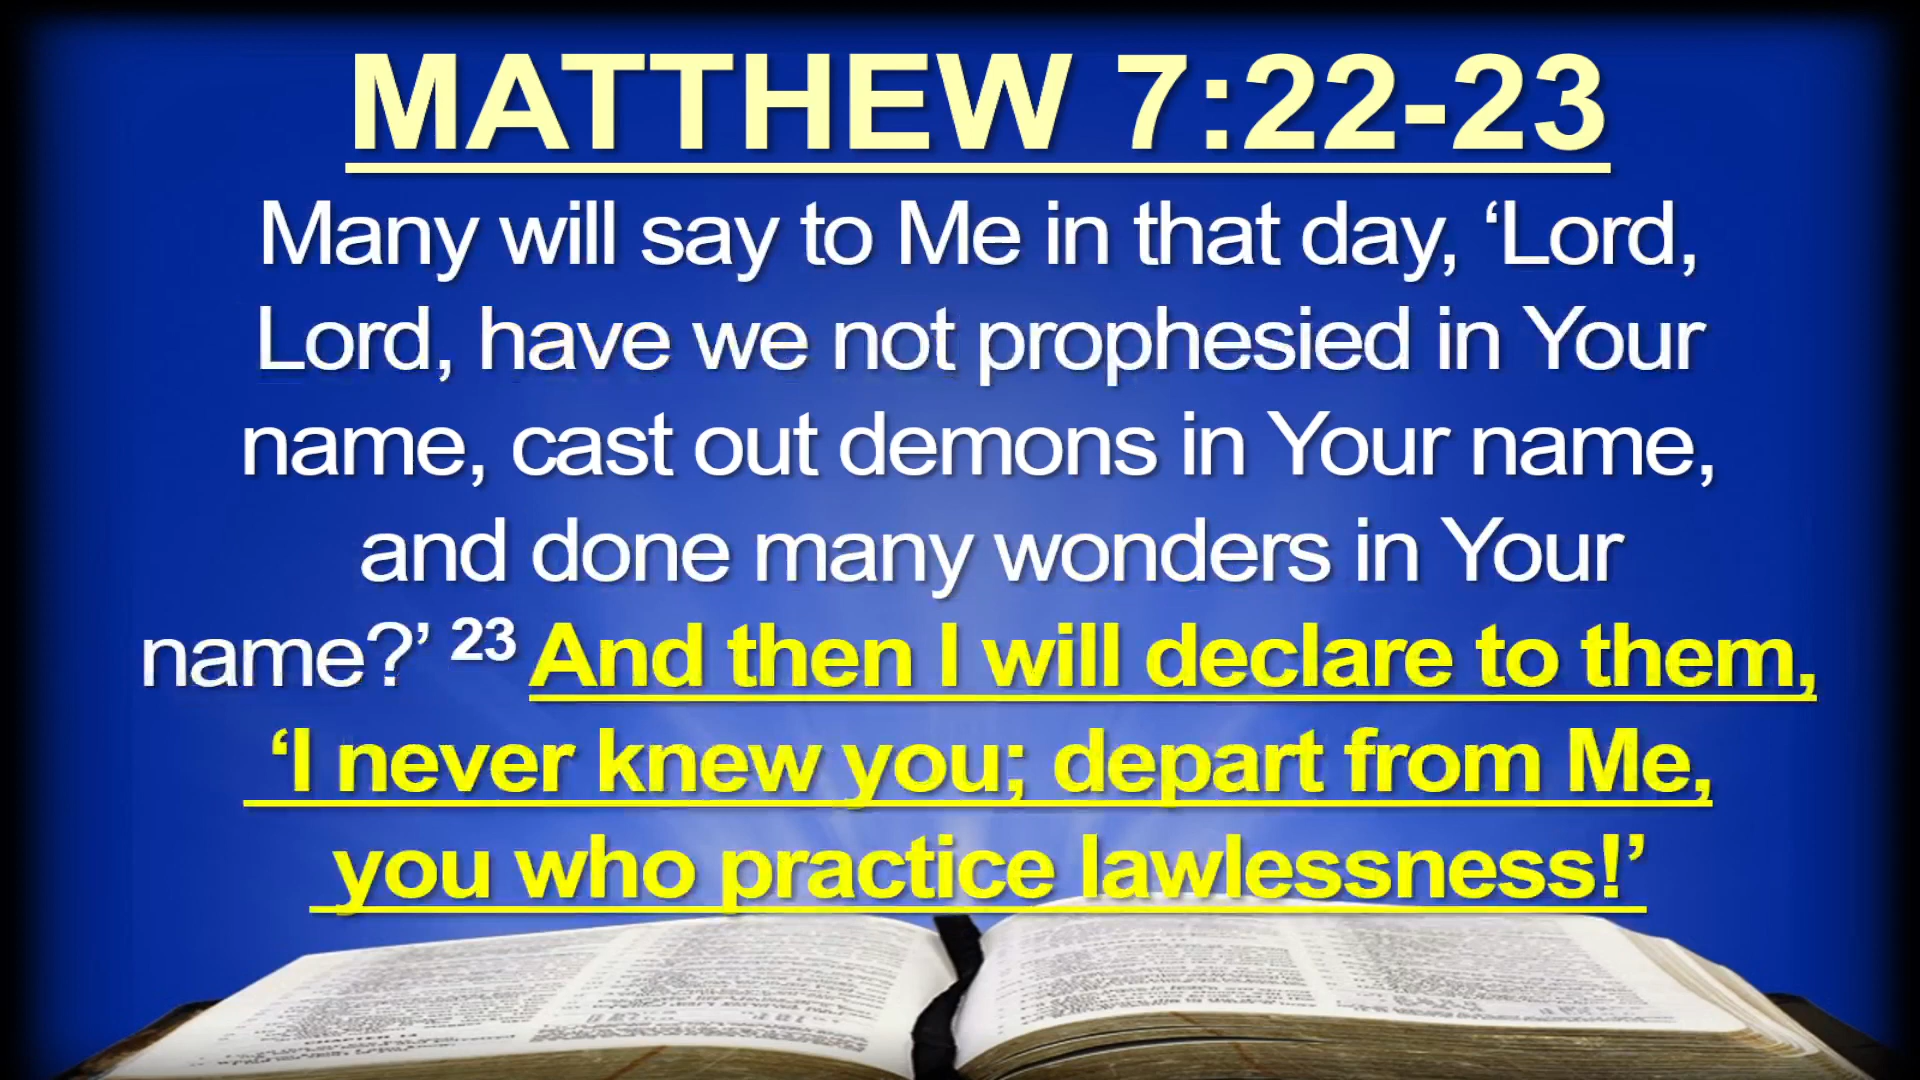 MATTHEW 7:22-23
Many will say to Me in that day, ‘Lord,
Lord, have we not prophesied in Your
name, cast out demons in Your name,
and done many wonders in Your
name?’ 23 And then I will declare to them,
‘I never knew you; depart from Me,
you who practice lawlessness!’